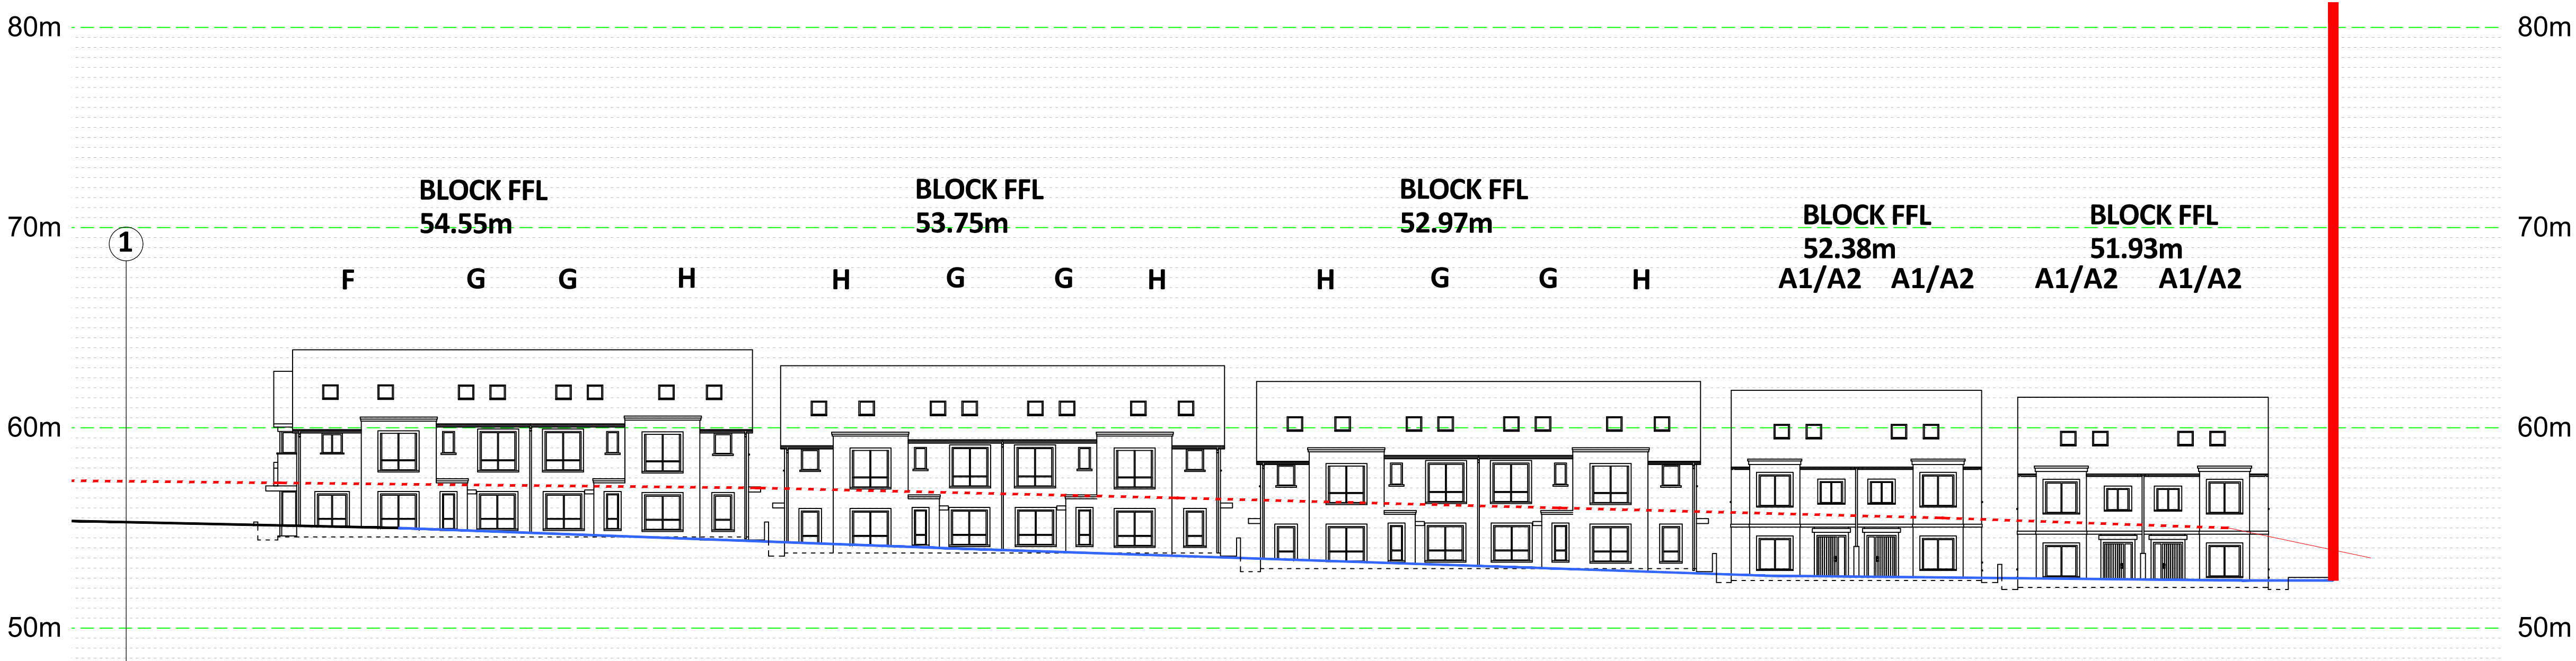 80m 80m
BLOCK FFL BLOCK FFL BLOCK FFL
54.55m 53.75m 52.97m
BLOCK FFL BLOCK FFL
70m 70m
52.38m 51.93m
1
F G G H H G G H H G G H A1/A2 A1/A2 A1/A2 A1/A2
60m 60m
50m 50m